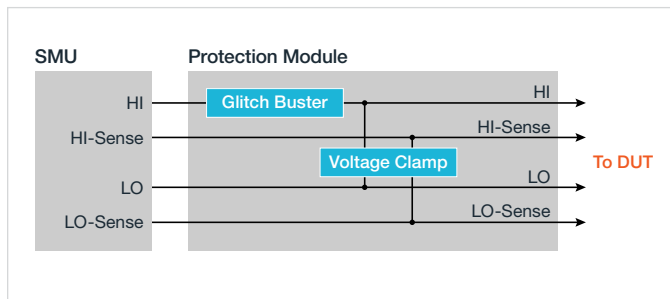 SMU
Protection Module
HI
Glitch Buster
HI
HI-Sense
HI-Sense
Voltage Clamp
To DUT
LO
LO
LO-Sense
LO-Sense